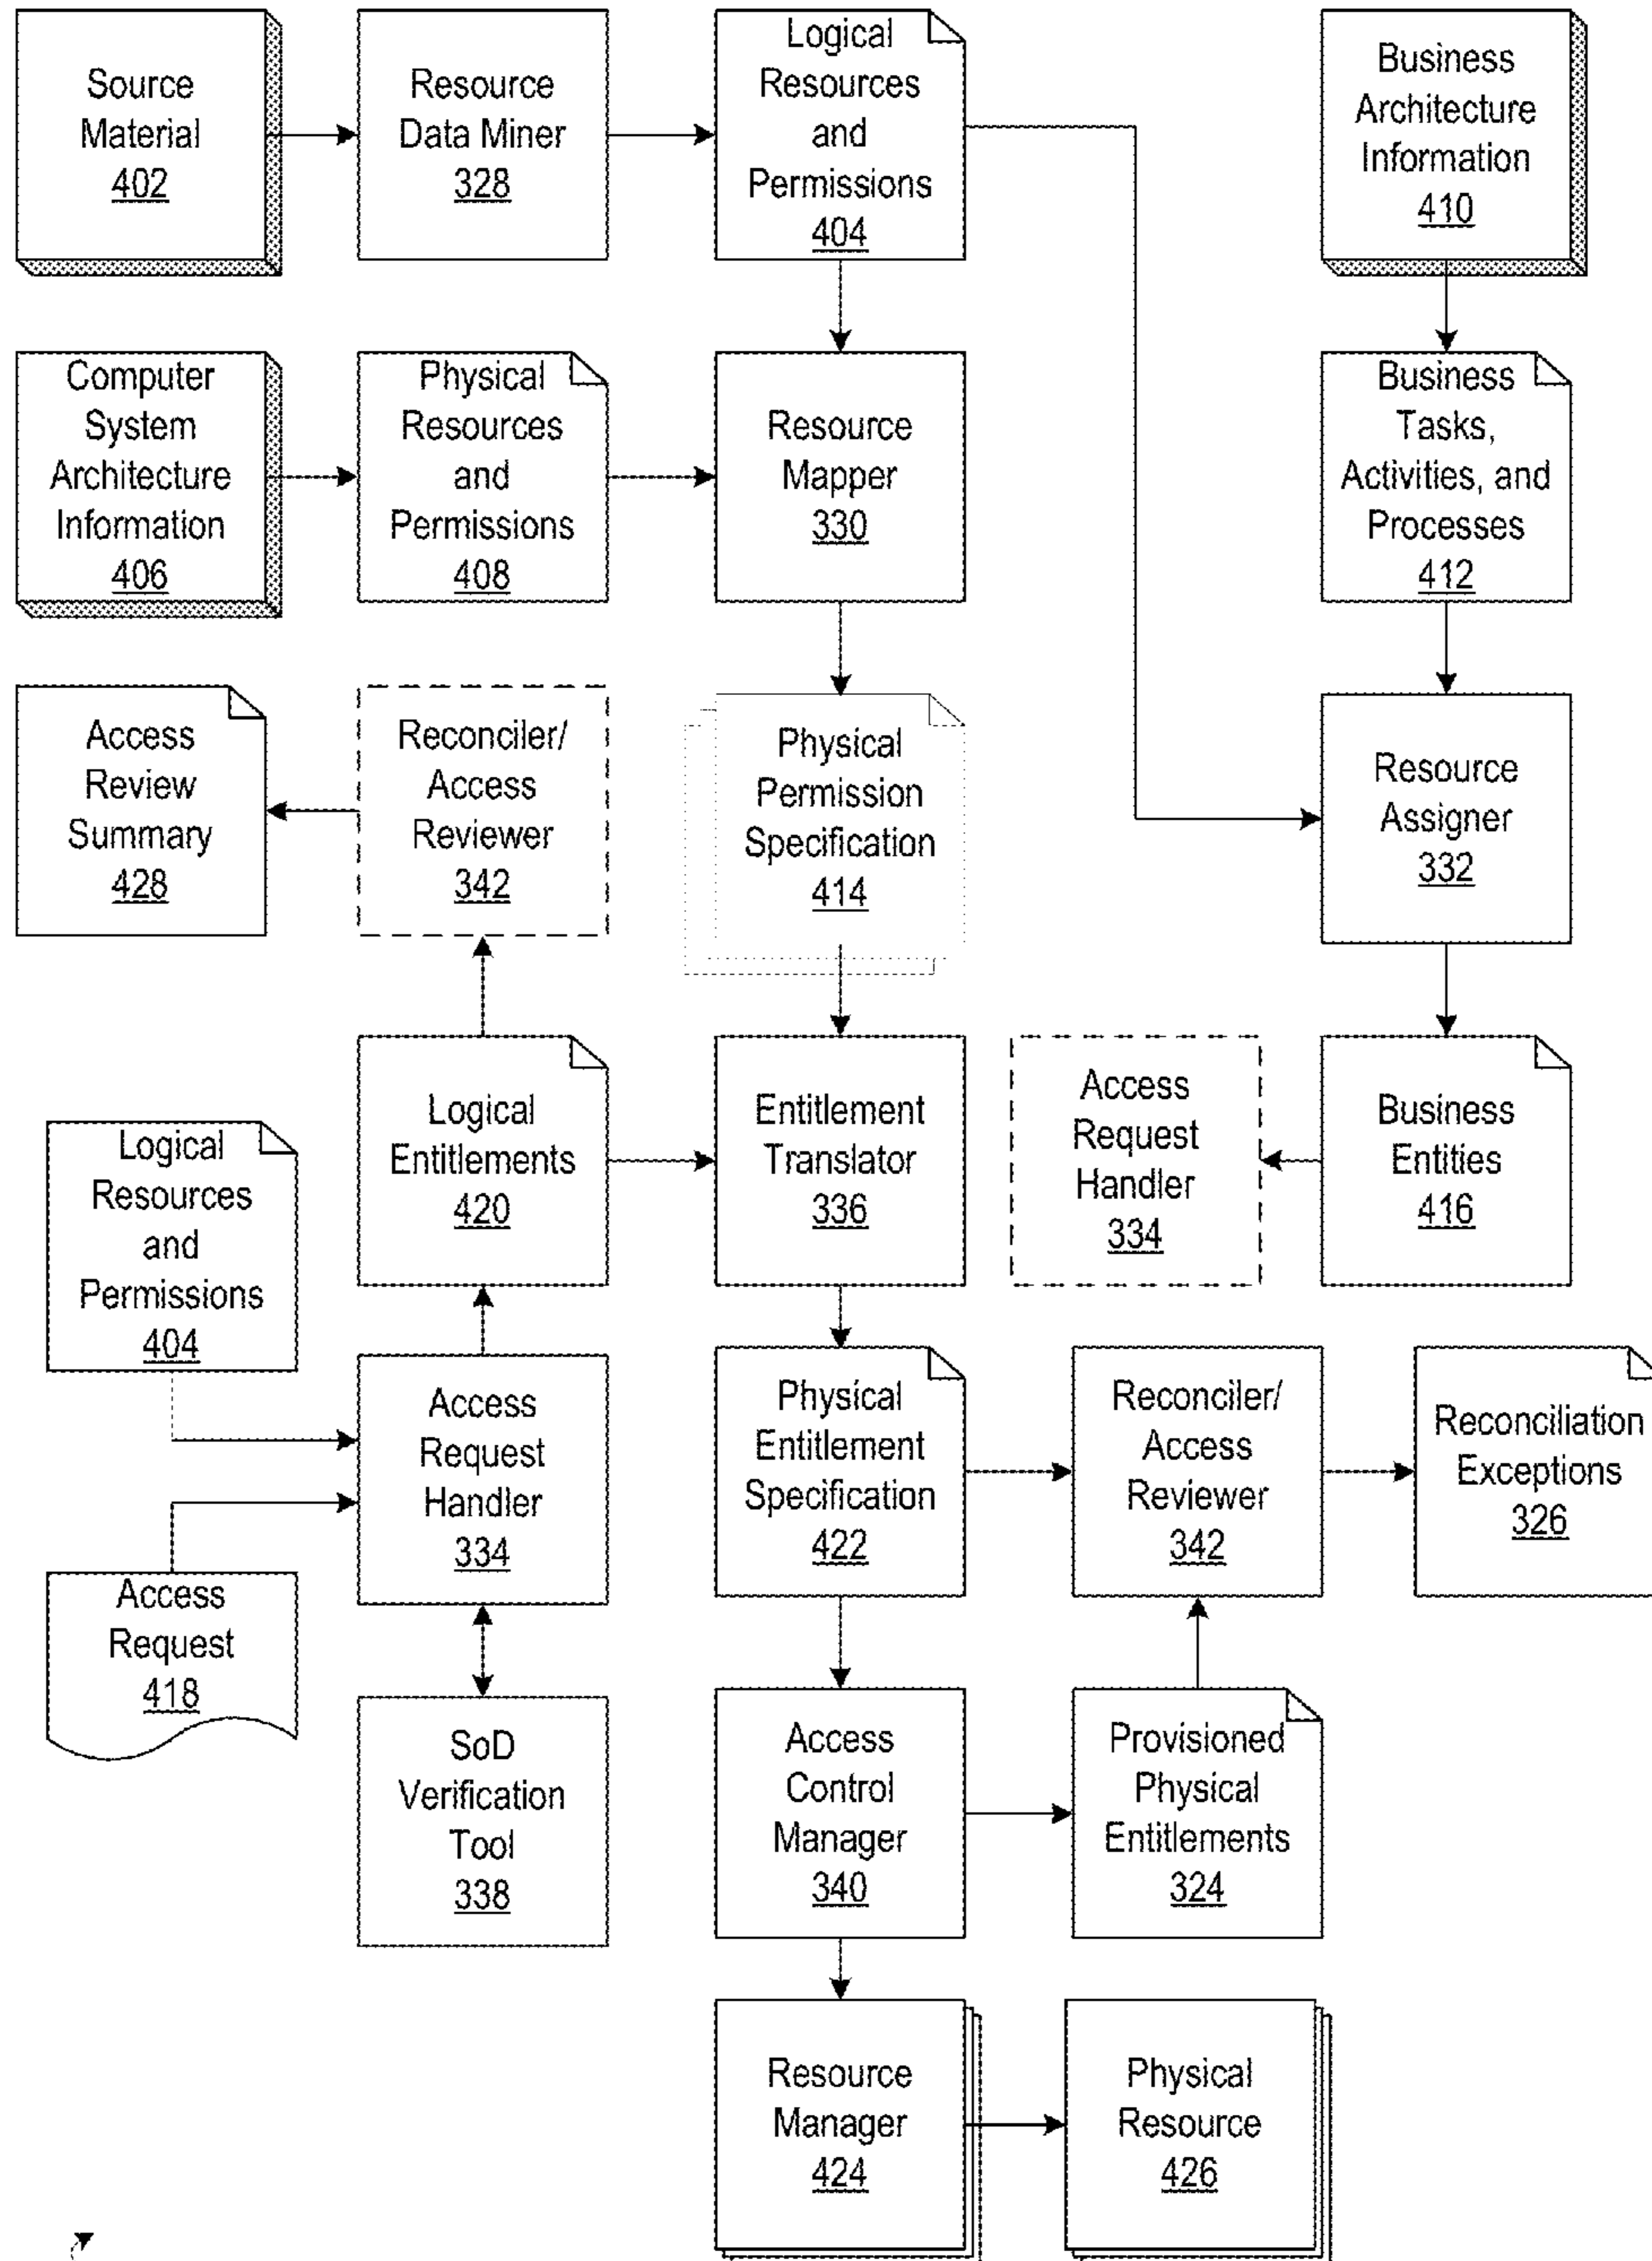 Source
Material
402
Resource
Data Miner
328
Logical
Resources
and
Permissions
404
Business
Architecture
Information
410
Computer
System
Architecture
Information
406
Physical
Resources
and
Permissions
408
Resource
Mapper
330
Business
Tasks,
Activities, and
Processes
412
Access
Review
Summary
428
Reconciler/
Access
Reviewer
342
Physical
Permission
Specification
414
Resource
Assigner
332
Logical
Resources
and
Permissions
404
Logical
Entitlements
420
Entitlement
Translator
336
Access
Request
Handler
334
Business
Entities
416
Access
Request
418
Access
Request
Handler
334
Physical
Entitlement
Specification
422
Reconciler/
Access
Reviewer
342
Reconciliation
Exceptions
326
SoD
Verification
Tool
338
Access
Control
Manager
340
Provisioned
Physical
Entitlements
324
Resource
Manager
424
Physical
Resource
426